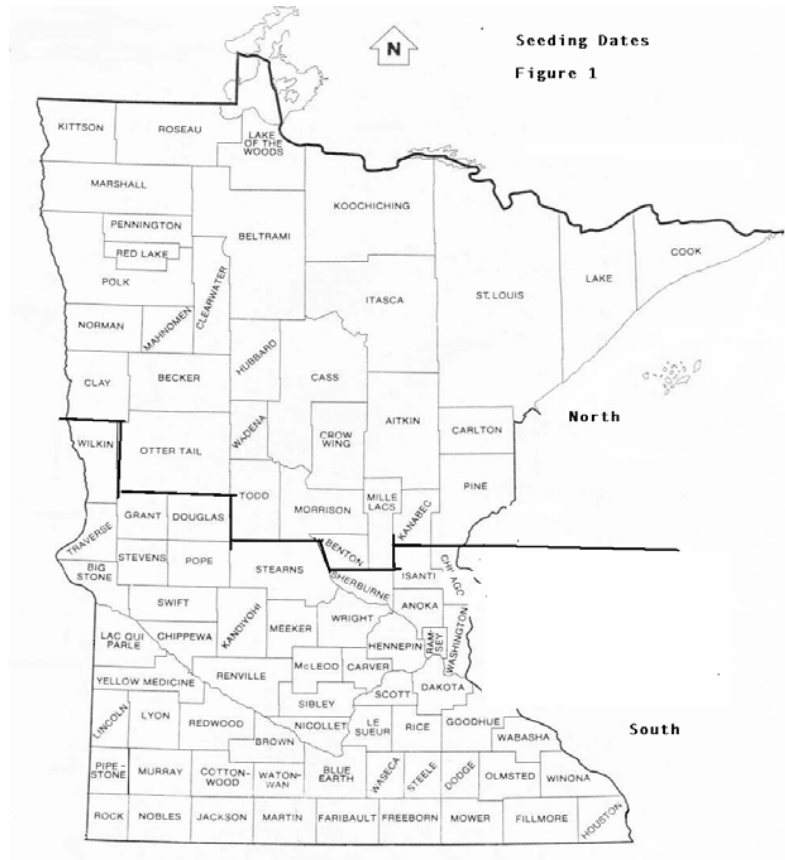 N
Seeding Dates
Figure 1
KITTSON
ROSEAU
LAKE
OF THE
WOODS
MARSHALL
KOOCHICHING
PENNINGTON
BELTRAMI
RED LAKE
COOK
LAKE
POLK
CLEARWATER
ITASCA
ST. LOUIS
NORMAN
MAHNOMEN
HUBBARD
CASS
CLAY
BECKER
AITKIN
North
WADENA
CROW
WING
CARLTON
WILKIN
OTTER TAIL
PINE
TODD
MORRISON
MILLE
LACS
KANABEC
GRANT
DOUGLAS
TRAVERSE
BENTON
STEVENS
POPE
STEARNS
BIG
STONE
SHERBURNE
ISANTI
SWIFT
ANOKA
KANDIYOHI
MEEKER
WRIGHT
WASHINGTON
LAC QUI
PARLE
CHIPPEWA
HENNEPIN
RAM-
SEY
RENVILLE
McLEOD
CARVER
YELLOW MEDICINE
DAKOTA
SCOTT
SIBLEY
LINCOLN
LYON
REDWOOD
NICOLLET
LE
SUEUR
RICE
GOODHUE
WABASHA
South
BROWN
PIPE-
STONE
MURRAY
COTTON-
WOOD
WATON-
WAN
BLUE
EARTH
WASECA
STEELE
DODGE
OLMSTED
WINONA
ROCK
NOBLES
JACKSON
MARTIN
FARIBAULT
FREEBORN
MOWER
FILLMORE
HOUSTON